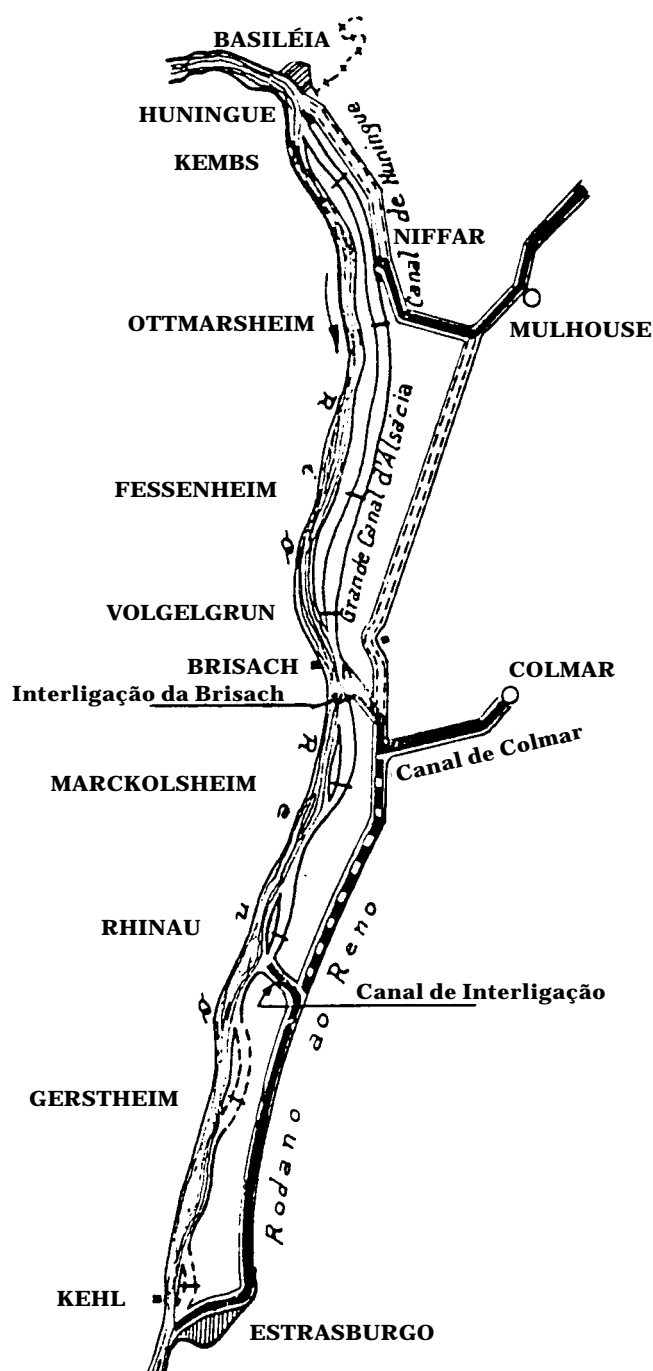 BASILÉIA
HUNINGUE
Canal de Huningue
KEMBS
NIFFAR
OTTMARSHEIM
MULHOUSE
Grande Canal d'Alsácia
FESSENHEIM
VOLGELGRUN
BRISACH
COLMAR
Interligação da Brisach
Canal de Colmar
MARCKOLSHEIM
RHINAU
Canal de Interligação
Rodano ao Reno
GERSTHEIM
KEHL
ESTRASBURGO